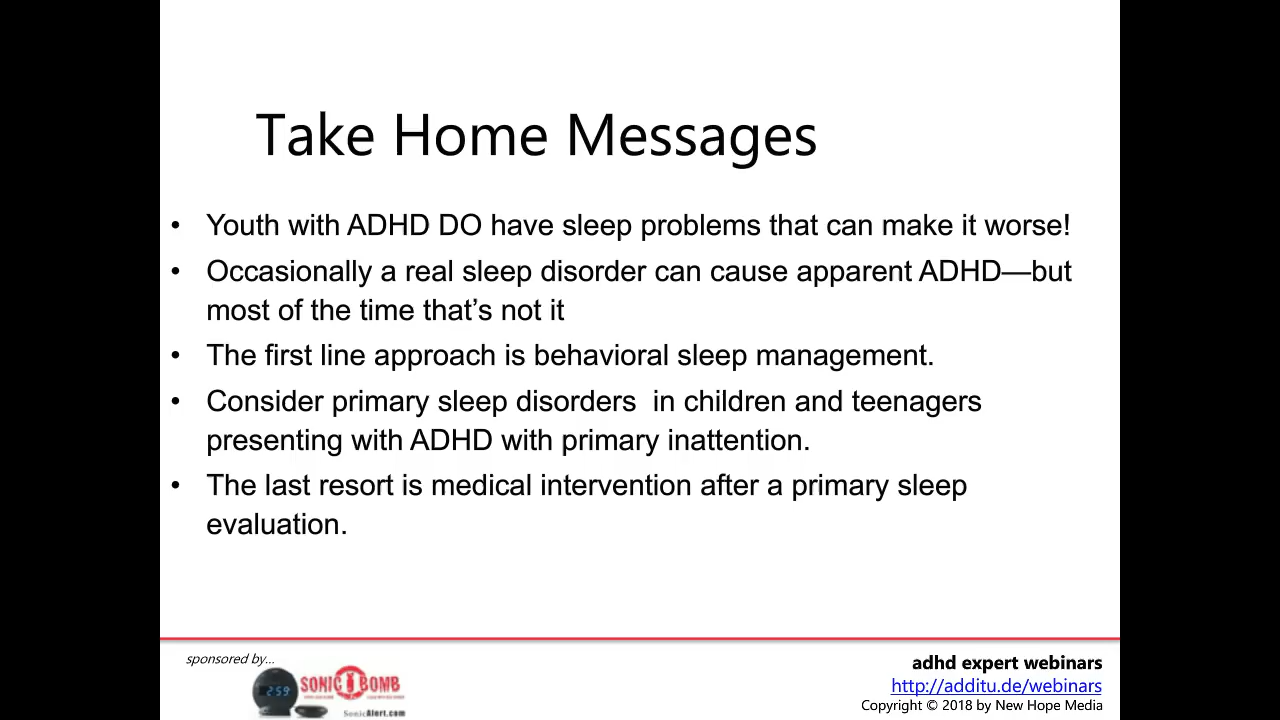 Take Home Messages
• Youth with ADHD DO have sleep problems that can make it worse!
• Occasionally a real sleep disorder can cause apparent ADHD—but
most of the time that’s not it
• The first line approach is behavioral sleep management.
• Consider primary sleep disorders  in children and teenagers
presenting with ADHD with primary inattention.
• The last resort is medical intervention after a primary sleep
evaluation.
sponsored by...
2:59
SONIC BOMB
SonicAlert.com
adhd expert webinars
http://additu.de/webinars
Copyright © 2018 by New Hope Media